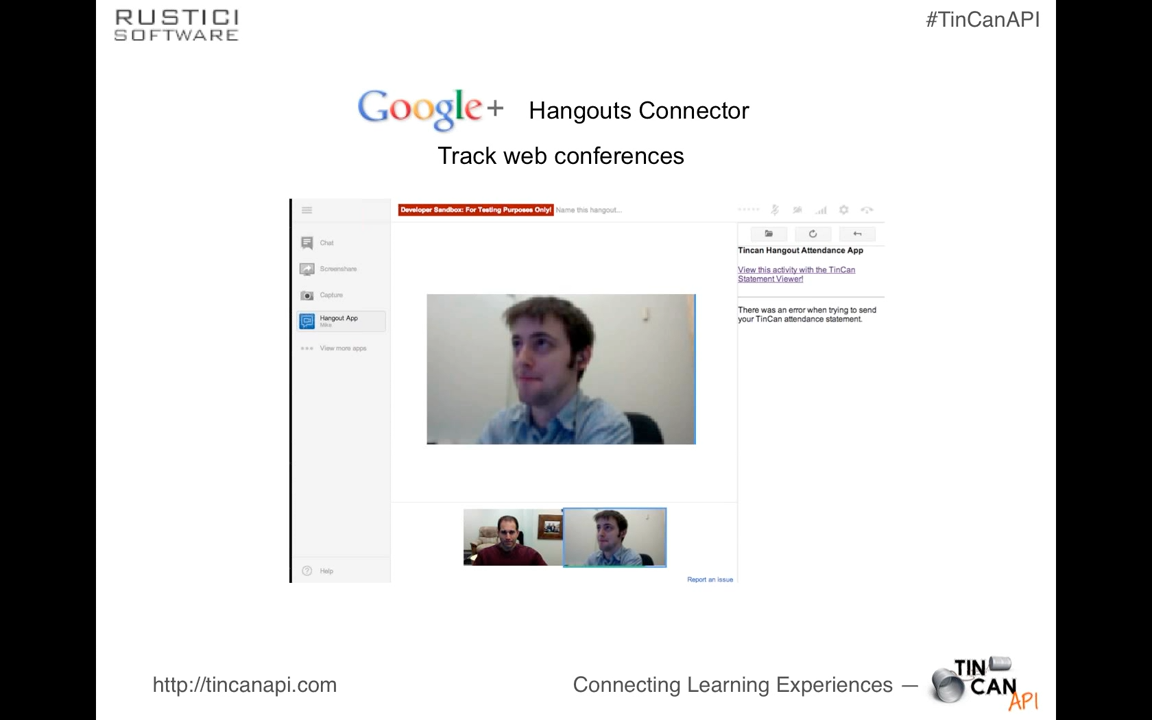 RUSTICI
SOFTWARE
#TinCanAPI
Google+ Hangouts Connector
Track web conferences
Developer Sandbox: For Testing Purposes Only! Name this hangout...
Chat
Screenshare
Capture
Hangout App
Mike
View more apps
Help
Tincan Hangout Attendance App
View this activity with the TinCan
Statement Viewer!
There was an error when trying to send
your TinCan attendance statement.
Report an issue
http://tincanapi.com
Connecting Learning Experiences —
TIN
CAN
API